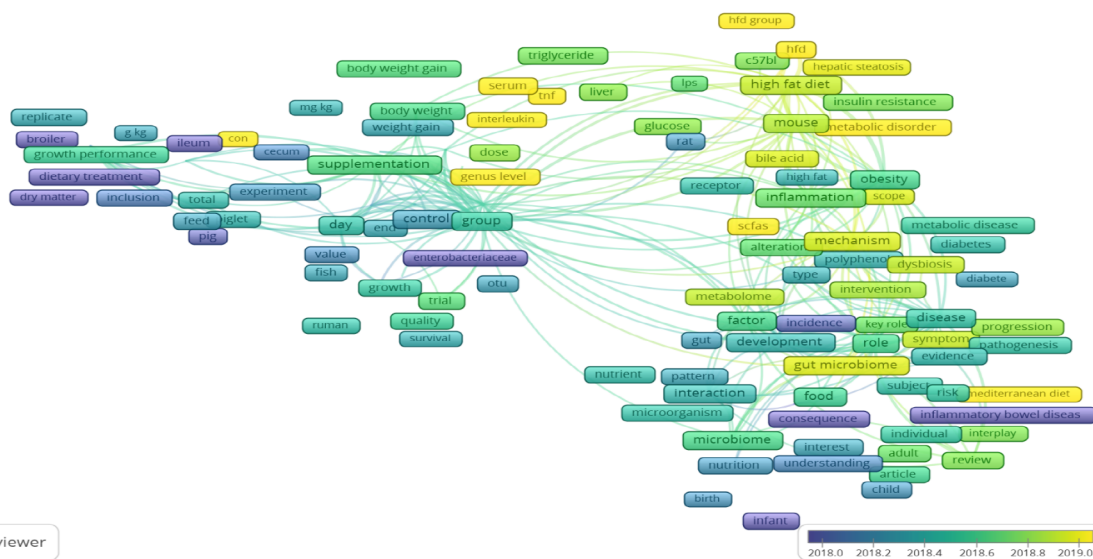 hfd group
hfd
triglyceride
c57bl
hepatic steatosis
body weight gain
serum
tnf
liver
lps
high fat diet
insulin resistance
replicate
mg kg
body weight
weight gain
interleukin
glucose
mouse
metabolic disorder
broiler
g kg
ileum
con
cecum
rat
growth performance
supplementation
dose
bile acid
dietary treatment
genus level
high fat
obesity
dry matter
inclusion
total
experiment
receptor
inflammation
scope
feed
piglet
day
end
control
group
scfas
metabolic disease
pig
mechanism
alteration
diabetes
value
enterobacteriaceae
polyphenol
dysbiosis
fish
otu
type
diabete
growth
trial
metabolome
intervention
ruman
quality
factor
incidence
key role
disease
progression
survival
gut
development
role
symptom
pathogenesis
evidence
gut microbiome
nutrient
pattern
interaction
food
subject
risk
mediterranean diet
microorganism
consequence
inflammatory bowel diseas
microbiome
individual
interplay
interest
adult
nutrition
understanding
review
article
birth
child
infant
viewer
2018.0 2018.2 2018.4 2018.6 2018.8 2019.0